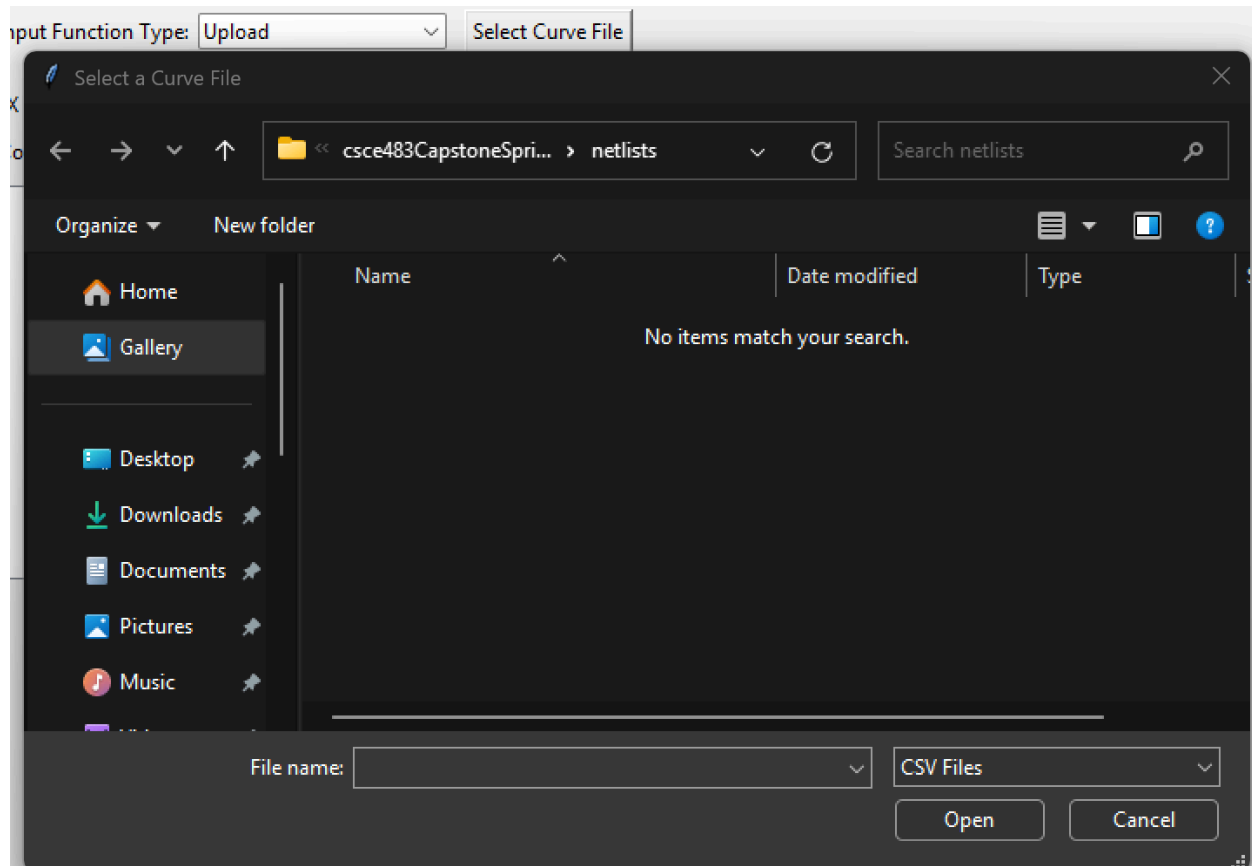 nput Function Type: Upload Select Curve File
Select a Curve File
X
co
« csce483CapstoneSpri... > netlists Search netlists
Organize New folder
Name Date modified Type
Home
No items match your search.
Gallery
Desktop
Downloads
Documents
Pictures
Music
File name: CSV Files
Open Cancel